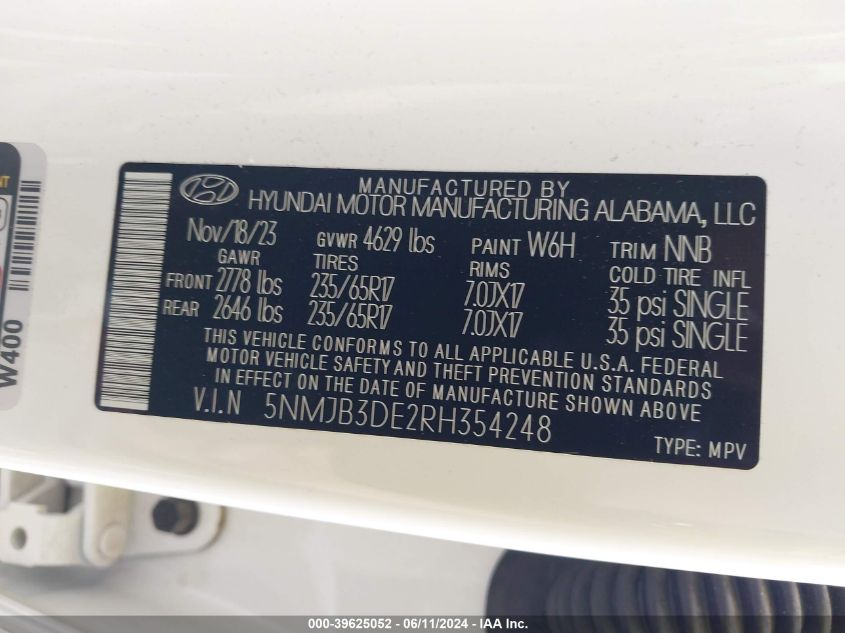 MANUFACTURED BY
HYUNDAI MOTOR MANUFACTURING ALABAMA, LLC
Nov/18/23 GVWR 4629 lbs PAINT W6H TRIM NNB
GAWR TIRES RIMS COLD TIRE INFL
FRONT 2778 lbs 235/65R17 7.0JX17 35 psi SINGLE
REAR 2646 lbs 235/65R17 7.0JX17 35 psi SINGLE
THIS VEHICLE CONFORMS TO ALL APPLICABLE U.S.A. FEDERAL
MOTOR VEHICLE SAFETY AND THEFT PREVENTION STANDARDS
IN EFFECT ON THE DATE OF MANUFACTURE SHOWN ABOVE
V.I.N 5NMJB3DE2RH354248
TYPE: MPV
W400
000-39625052 / 06/11/2024 - IAA Inc.